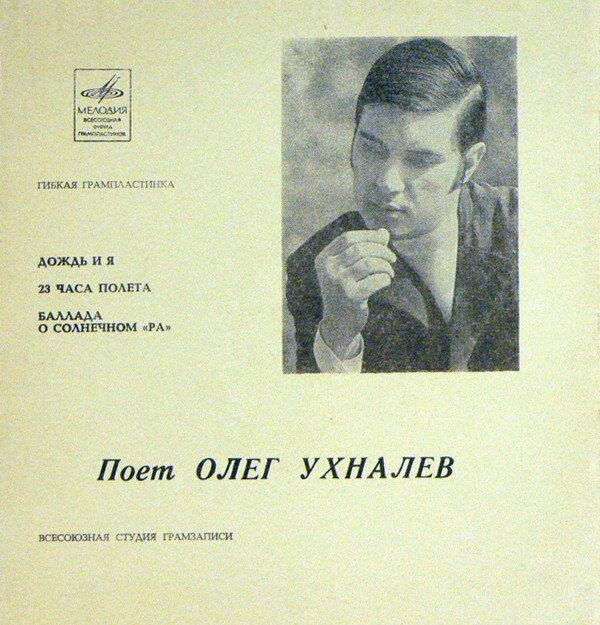 МЕЛОДИЯ
ВСЕСОЮЗНАЯ
ФИРМА
ГРАМПЛАСТИНОК
ГИБКАЯ ГРАМПЛАСТИНКА
ДОЖДЬ И Я
23 ЧАСА ПОЛЕТА
БАЛЛАДА
О СОЛНЕЧНОМ «РА»
Поет ОЛЕГ УХНАЛЕВ
ВСЕСОЮЗНАЯ СТУДИЯ ГРАМЗАПИСИ